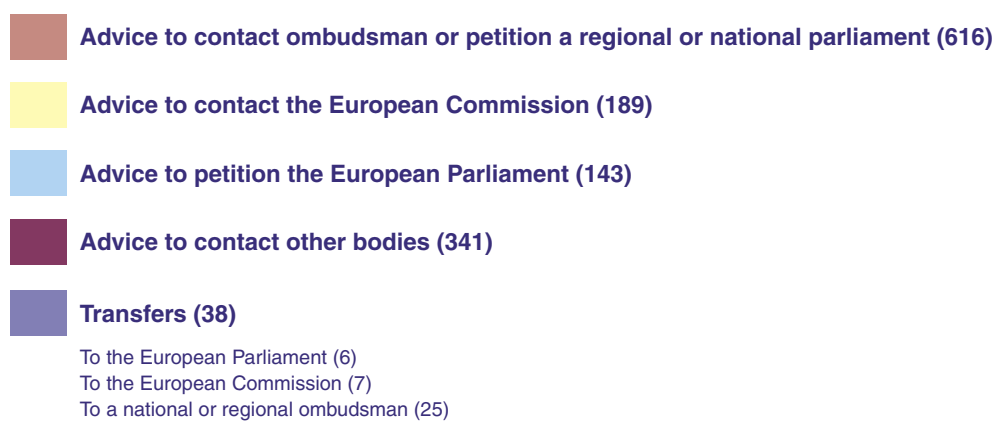 Advice to contact ombudsman or petition a regional or national parliament (616)
Advice to contact the European Commission (189)
Advice to petition the European Parliament (143)
Advice to contact other bodies (341)
Transfers (38)
To the European Parliament (6)
To the European Commission (7)
To a national or regional ombudsman (25)